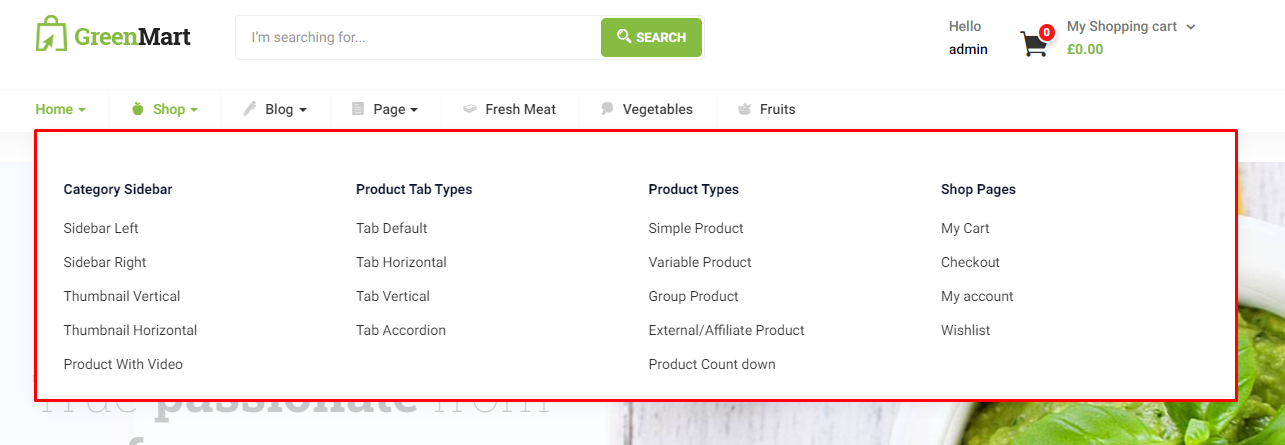 GreenMart
I'm searching for...
SEARCH
Hello
admin
0
My Shopping cart
£0.00
Home
Shop
Blog
Page
Fresh Meat
Vegetables
Fruits
Category Sidebar
Sidebar Left
Sidebar Right
Thumbnail Vertical
Thumbnail Horizontal
Product With Video
Product Tab Types
Tab Default
Tab Horizontal
Tab Vertical
Tab Accordion
Product Types
Simple Product
Variable Product
Group Product
External/Affiliate Product
Product Count down
Shop Pages
My Cart
Checkout
My account
Wishlist
True passionate from